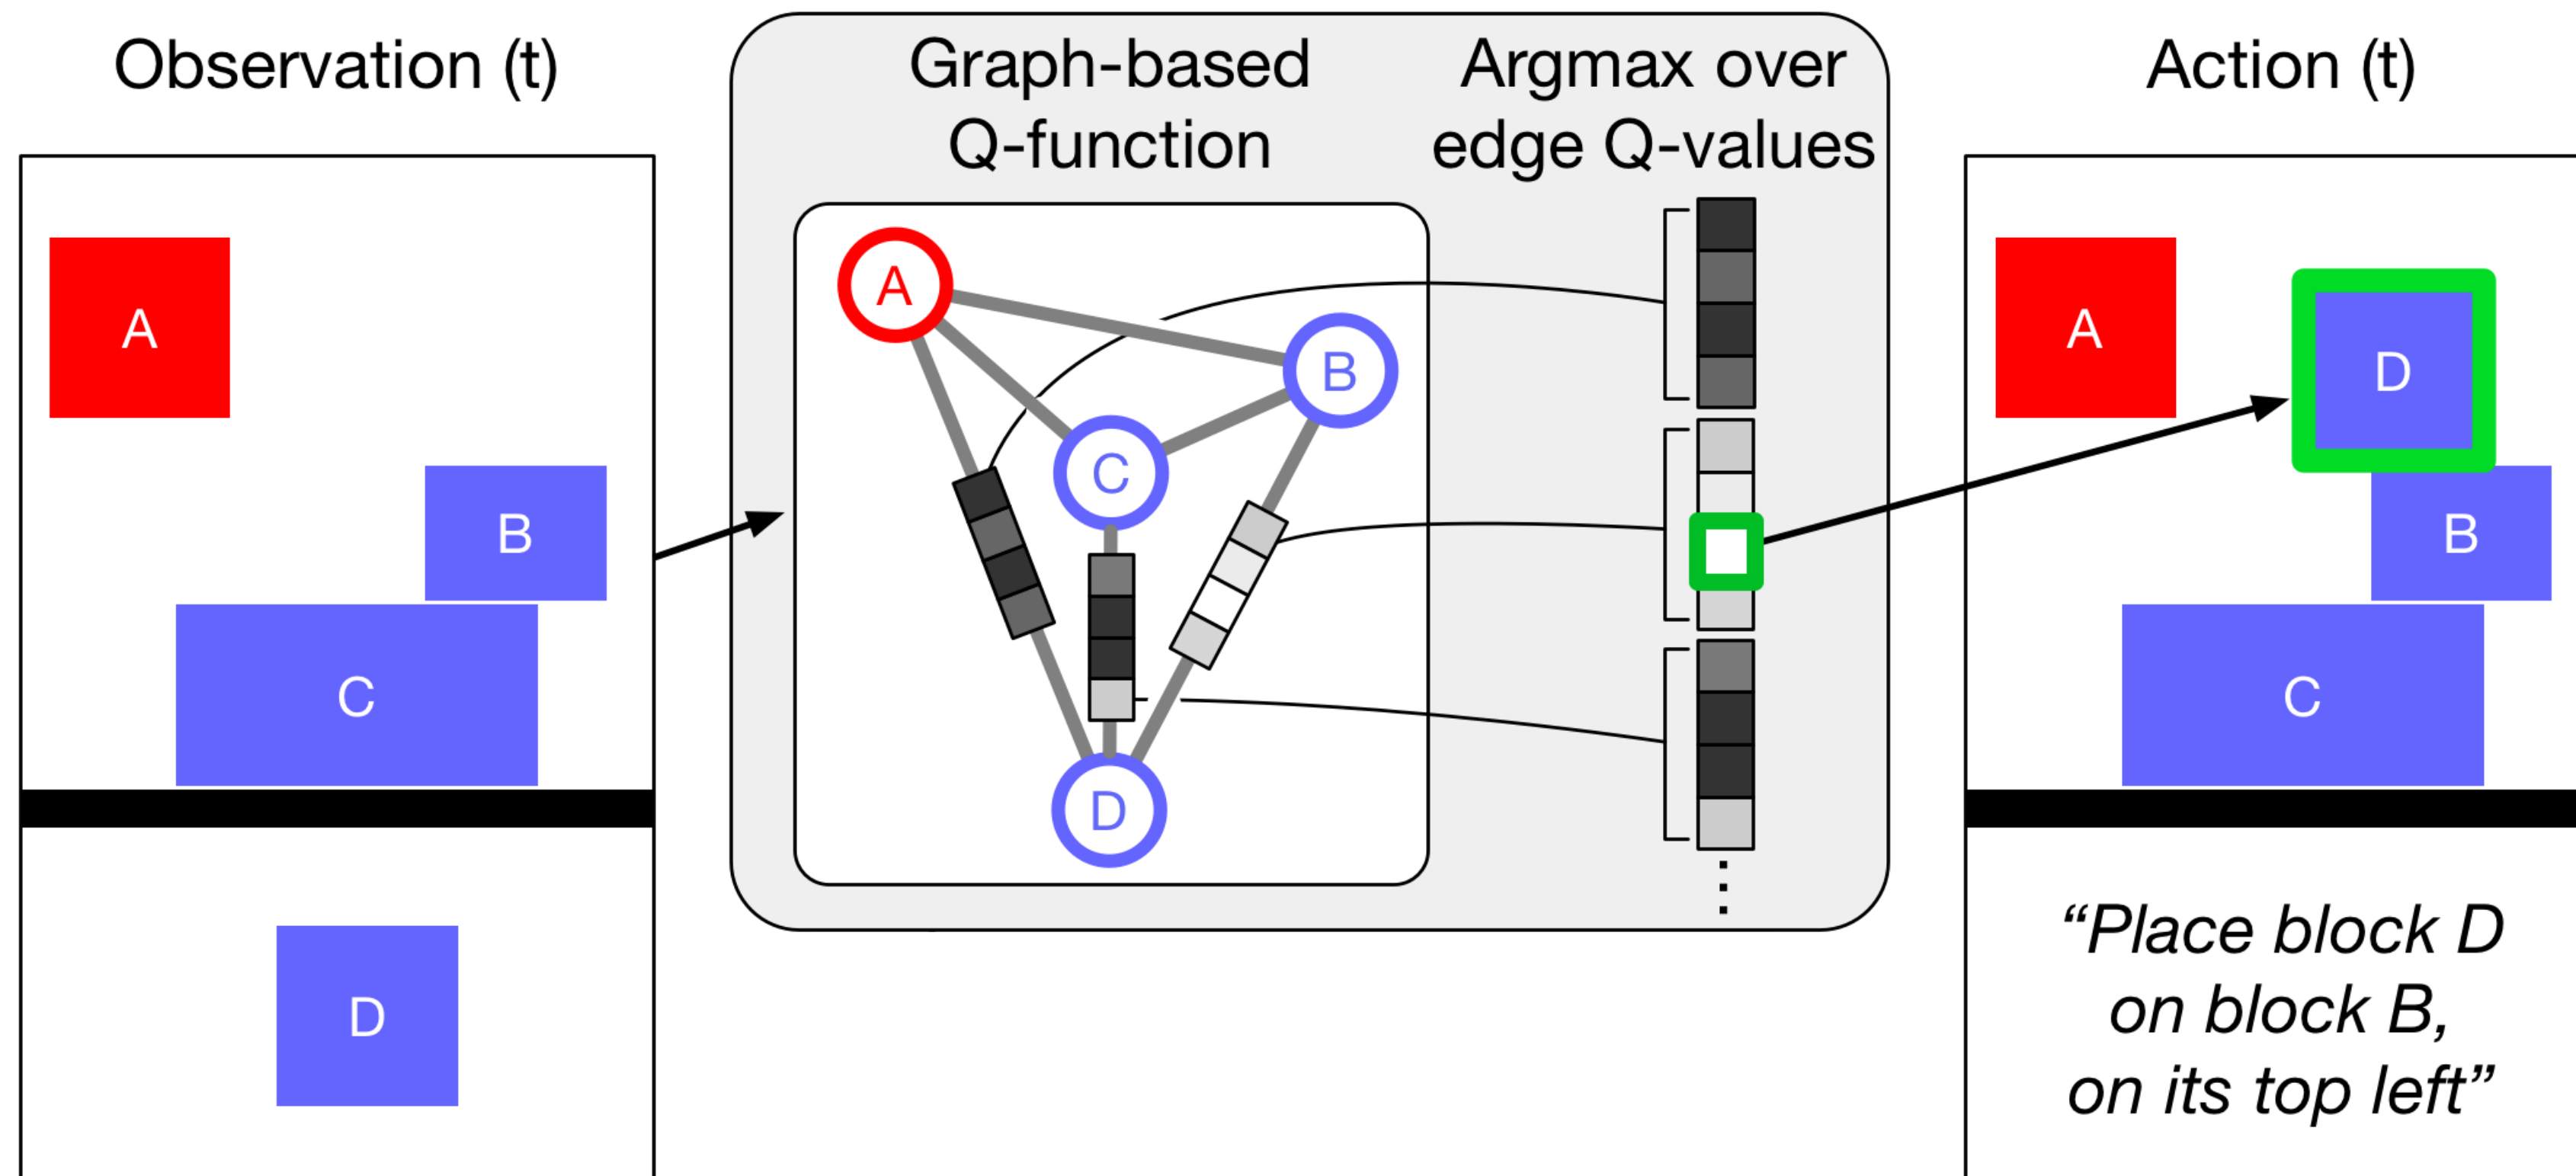 Observation (t)
A
B
C
D
Graph-based
Q-function
A
B
C
D
Argmax over
edge Q-values
Action (t)
A
D
B
C
“Place block D
on block B,
on its top left”